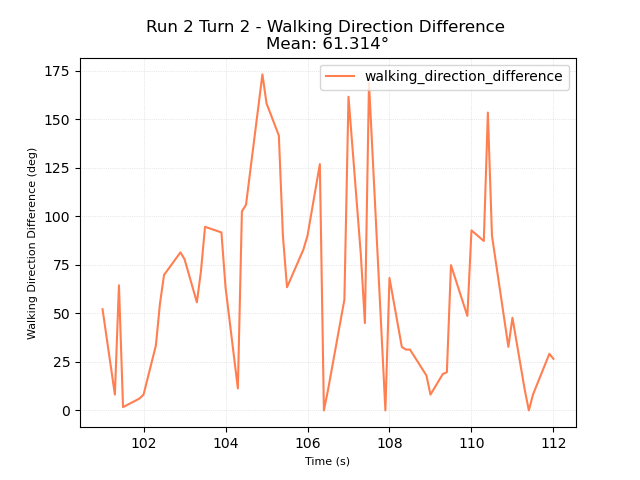 Run 2 Turn 2 - Walking Direction Difference
Mean: 61.314°
walking_direction_difference
Walking Direction Difference (deg)
175
150
125
100
75
50
25
0
102
104
106
108
110
112
Time (s)